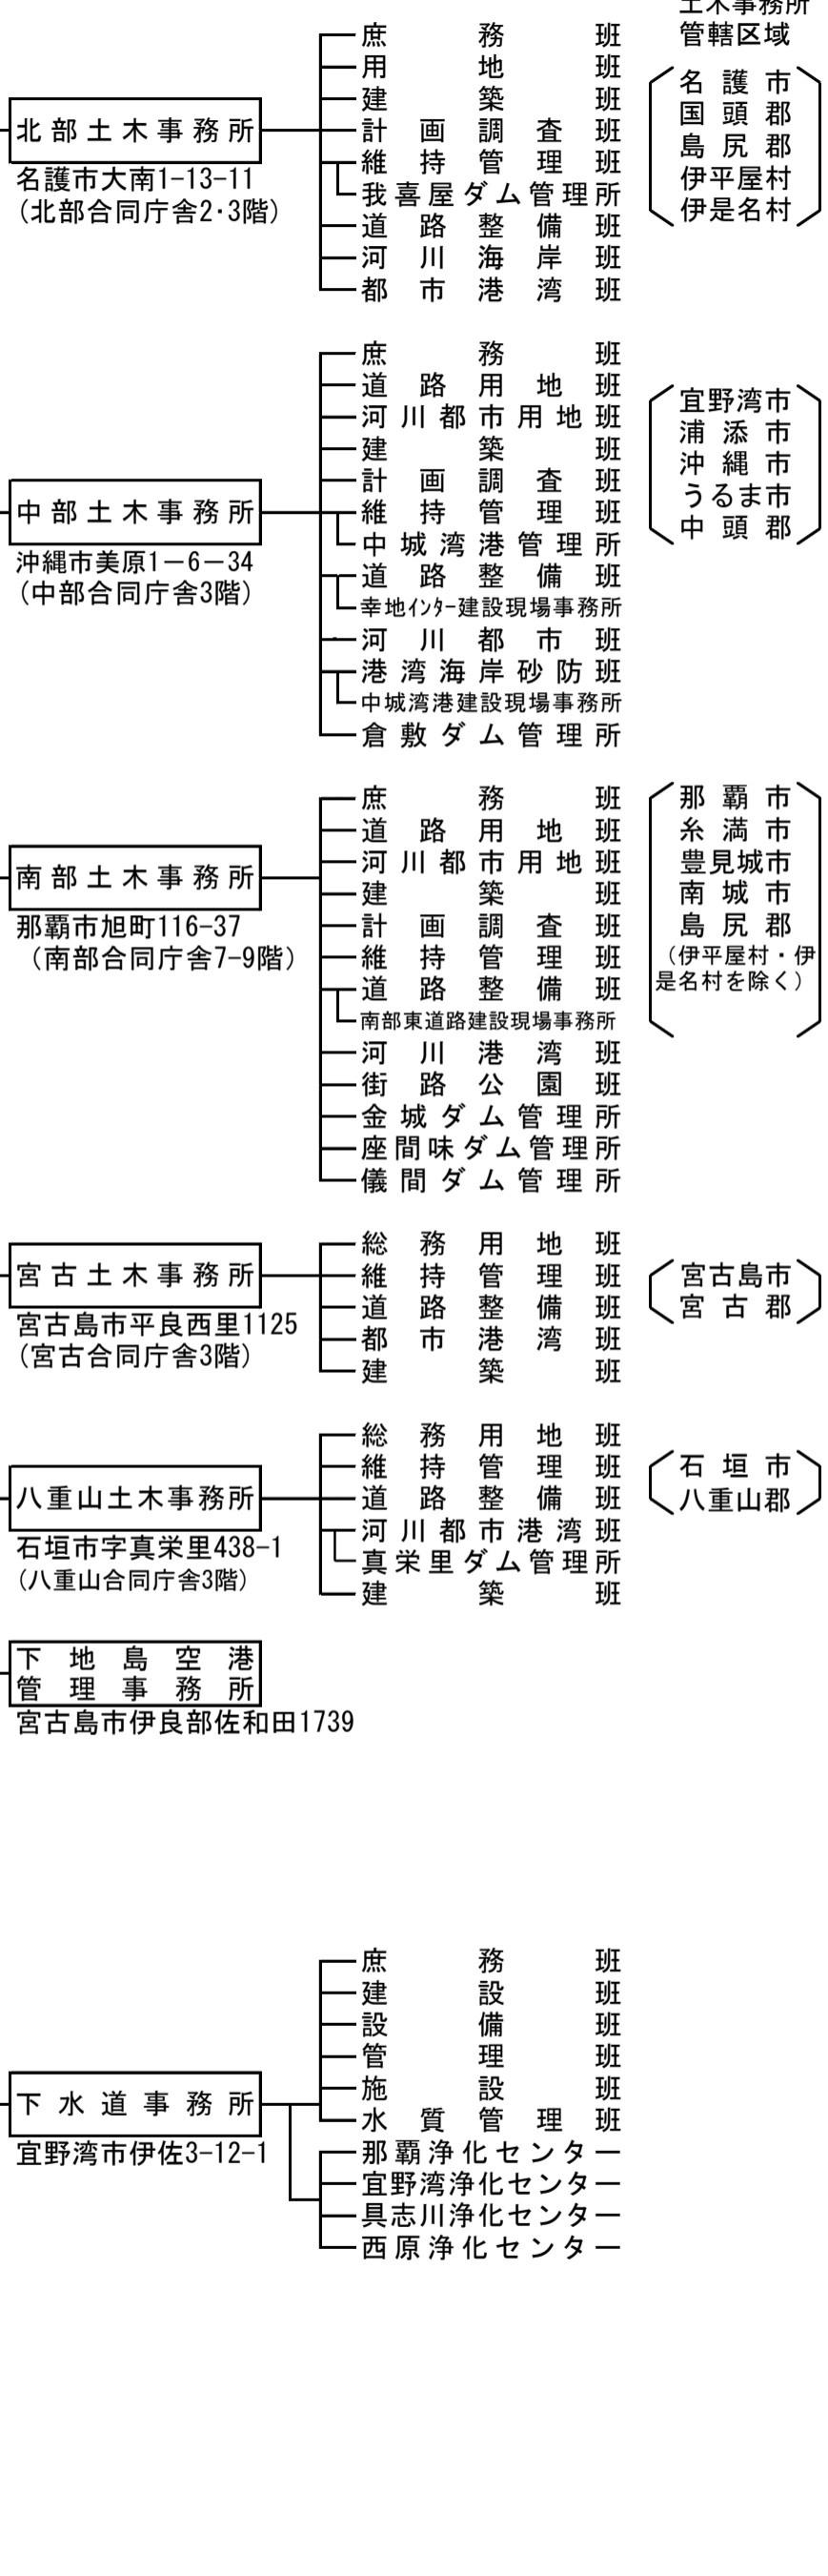 土木事務所
管轄区域
北部土木事務所
名護市大南1-13-11
(北部合同庁舎2・3階)
庶務班
用地班
建築班
計画調査班
維持管理班
我喜屋ダム管理所
道路整備班
河川海岸班
都市港湾班
名護市
国頭郡
島尻郡
伊平屋村
伊是名村
中部土木事務所
沖縄市美原1－6－34
(中部合同庁舎3階)
庶務班
道路用地班
河川都市用地班
建築班
計画調査班
維持管理班
中城湾港管理所
道路整備班
幸地ｲﾝﾀｰ建設現場事務所
河川都市班
港湾海岸砂防班
中城湾港建設現場事務所
倉敷ダム管理所
宜野湾市
浦添市
沖縄市
うるま市
中頭郡
南部土木事務所
那覇市旭町116-37
(南部合同庁舎7-9階)
庶務班
道路用地班
河川都市用地班
建築班
計画調査班
維持管理班
道路整備班
南部東道路建設現場事務所
河川港湾班
街路公園班
金城ダム管理所
座間味ダム管理所
儀間ダム管理所
那覇市
糸満市
豊見城市
南城市
島尻郡
（伊平屋村・伊
是名村を除く）
宮古土木事務所
宮古島市平良西里1125
(宮古合同庁舎3階)
総務用地班
維持管理班
道路整備班
都市港湾班
建築班
宮古島市
宮古郡
八重山土木事務所
石垣市字真栄里438-1
(八重山合同庁舎3階)
総務用地班
維持管理班
道路整備班
河川都市港湾班
真栄里ダム管理所
建築班
石垣市
八重山郡
下地島空港
管理事務所
宮古島市伊良部佐和田1739
下水道事務所
宜野湾市伊佐3-12-1
庶務班
建設班
設備班
管理班
施設班
水質管理班
那覇浄化センター
宜野湾浄化センター
具志川浄化センター
西原浄化センター